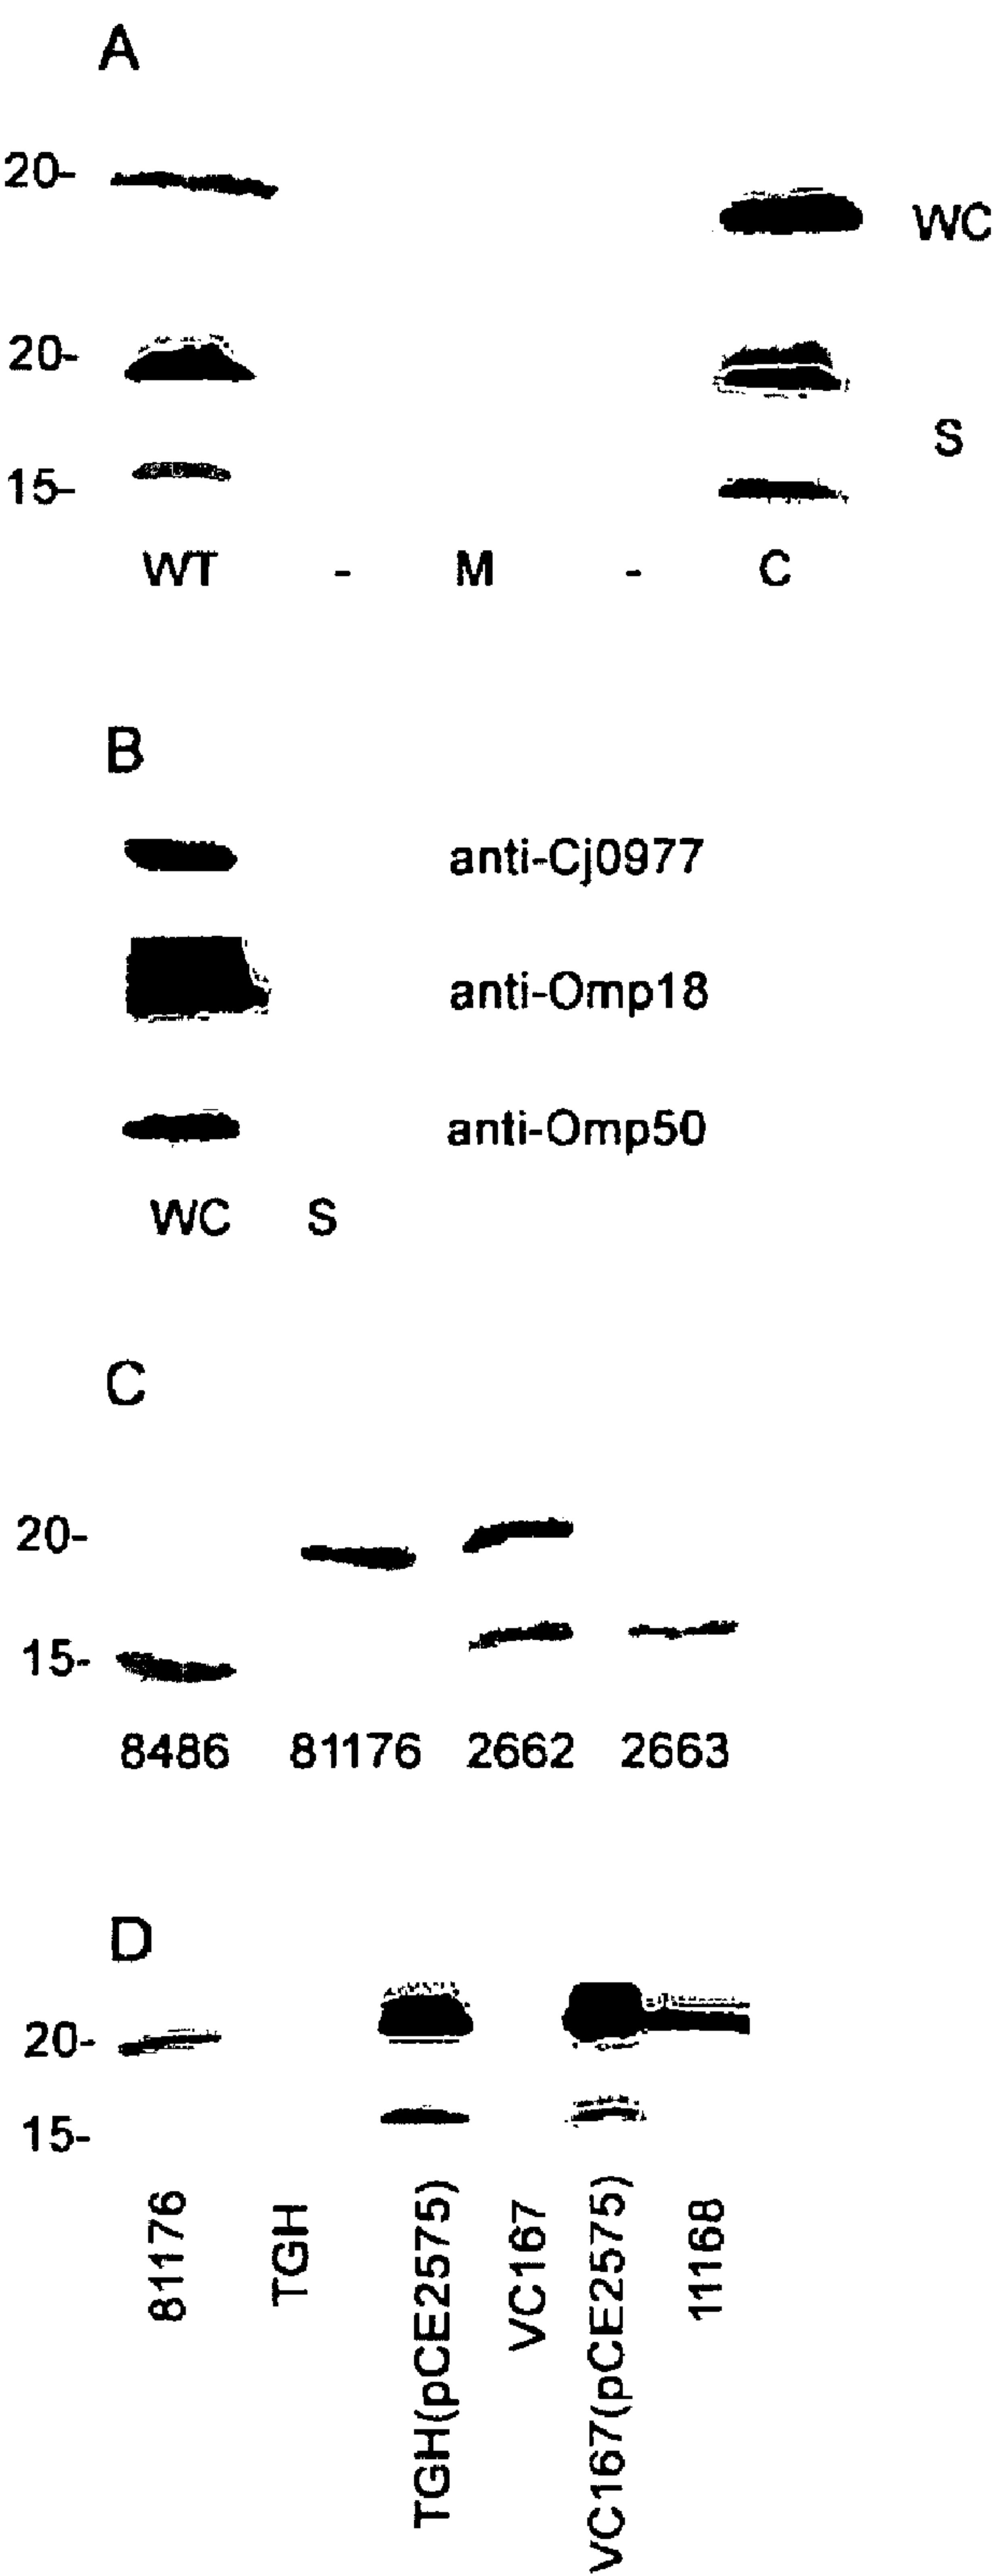 A
20-
WC
20-
S
15-
WT - M - C
B
anti-Cj0977
anti-Omp18
anti-Omp50
WC S
C
20-
15-
8486 81176 2662 2663
D
20-
15-
81176 TGH TGH(pCE2575) VC167 VC167(pCE2575) 11168